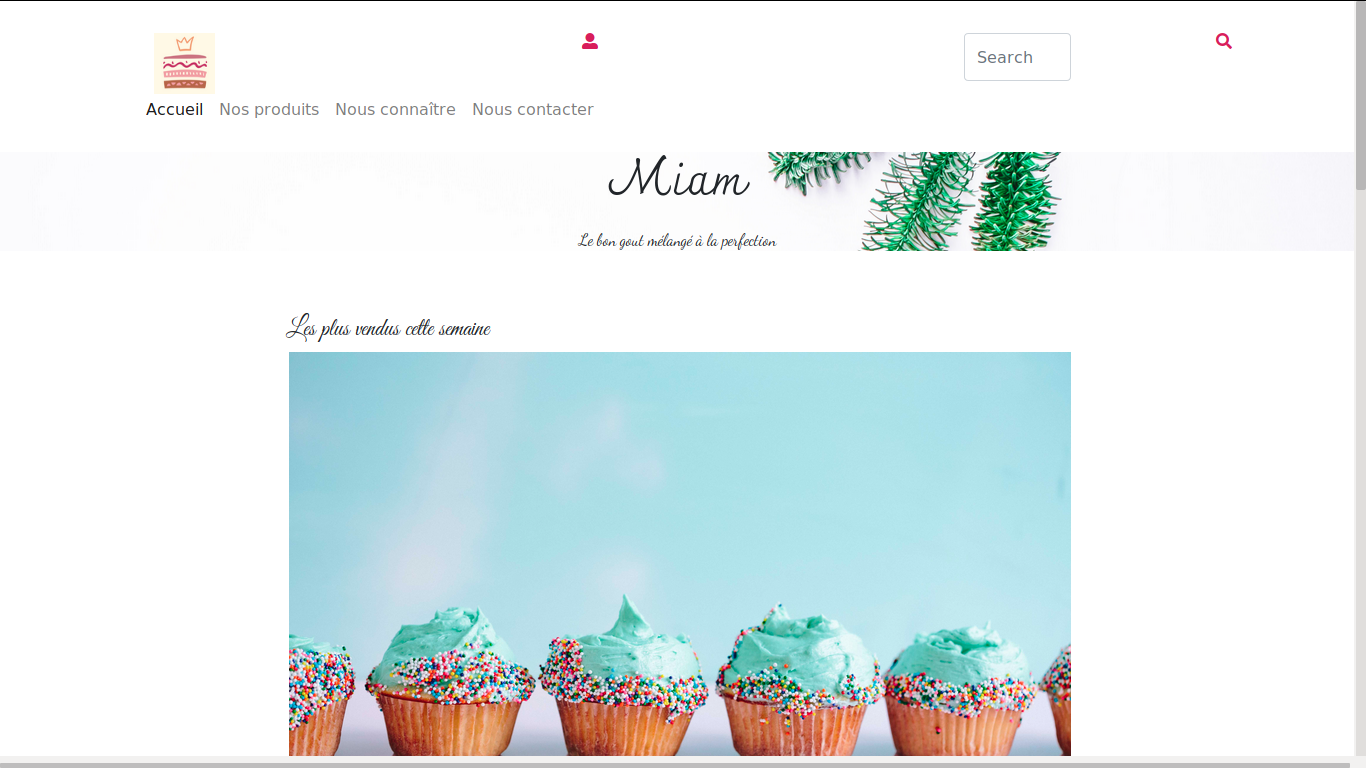 Search
Accueil Nos produits Nous connaître Nous contacter
Miam
Le bon gout mélangé à la perfection
Les plus vendus cette semaine